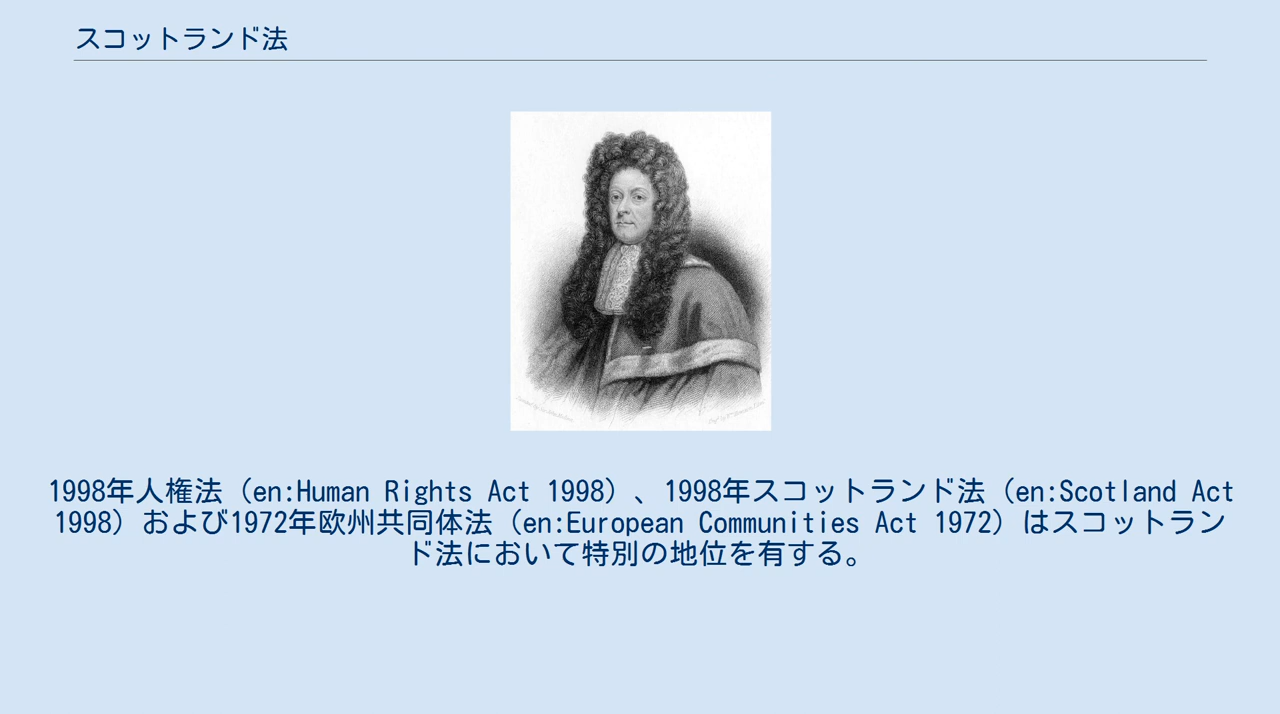 スコットランド法
1998年人権法（en:Human Rights Act 1998）、1998年スコットランド法（en:Scotland Act
1998）および1972年欧州共同体法（en:European Communities Act 1972）はスコットラン
ド法において特別の地位を有する。